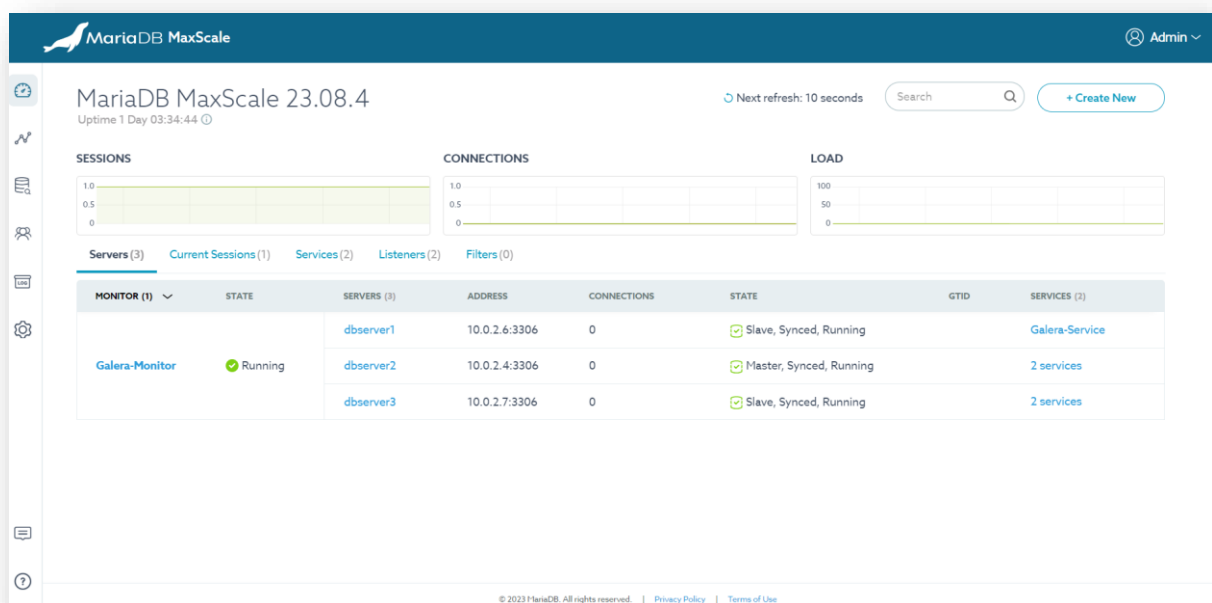 MariaDB MaxScale
Admin
MariaDB MaxScale 23.08.4
Next refresh: 10 seconds
Search
+ Create New
Uptime 1 Day 03:34:44
SESSIONS
CONNECTIONS
LOAD
1.0
0.5
0
1.0
0.5
0
100
50
0
Servers (3) Current Sessions (1) Services (2) Listeners (2) Filters (0)
MONITOR (1) STATE SERVERS (3) ADDRESS CONNECTIONS STATE GTID SERVICES (2)
dbserver1 10.0.2.6:3306 0 Slave, Synced, Running Galera-Service
Galera-Monitor Running dbserver2 10.0.2.4:3306 0 Master, Synced, Running 2 services
dbserver3 10.0.2.7:3306 0 Slave, Synced, Running 2 services
LOG
© 2023 MariaDB. All rights reserved. | Privacy Policy | Terms of Use